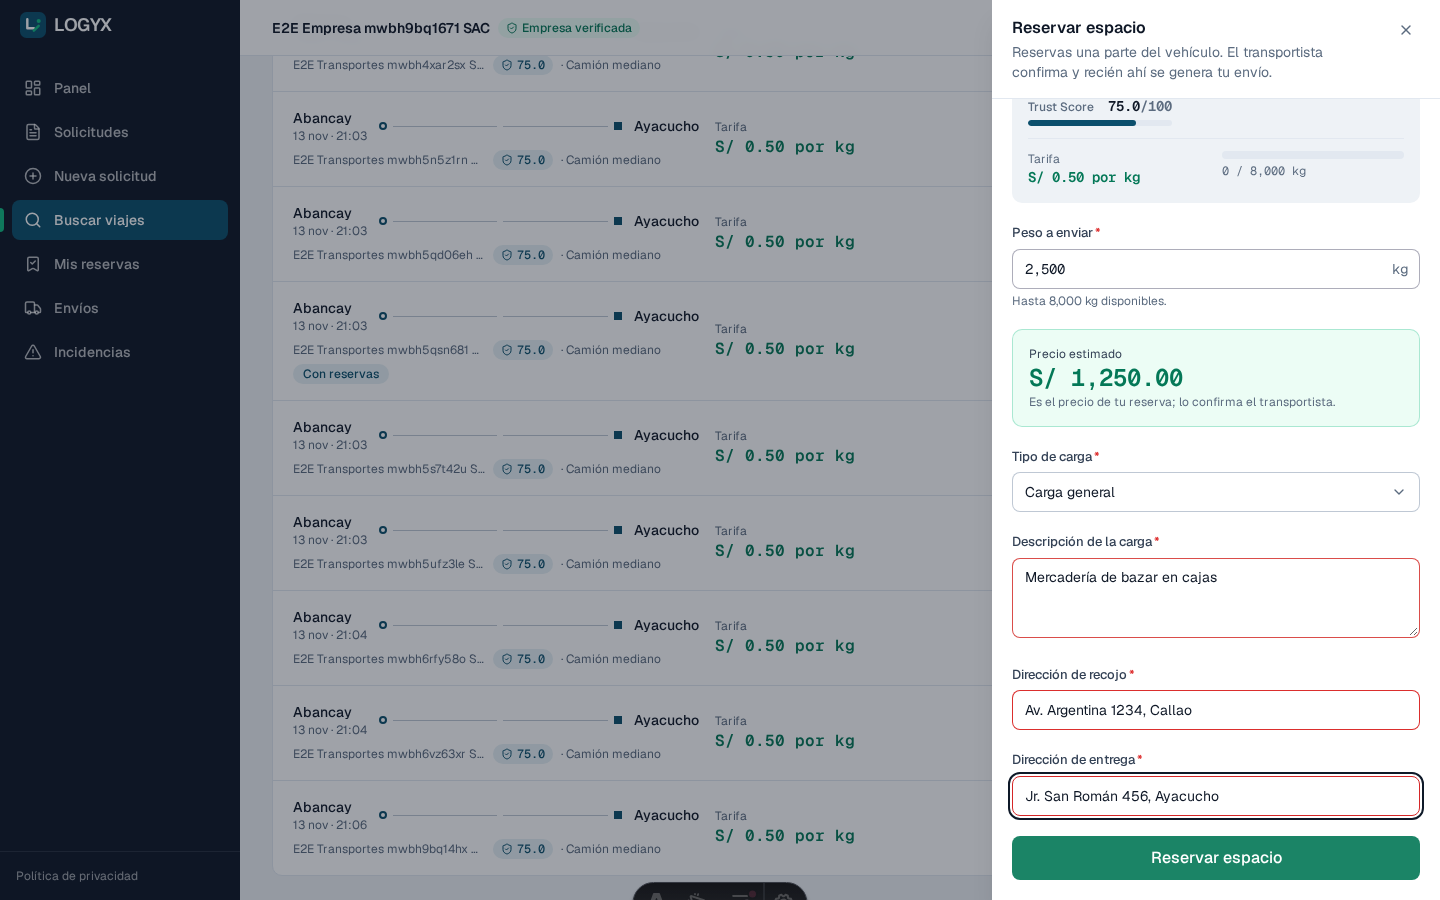 LOGYX
Panel
Solicitudes
Nueva solicitud
Buscar viajes
Mis reservas
Envíos
Incidencias
Política de privacidad
E2E Empresa mwbh9bq1671 SAC
Empresa verificada
E2E Transportes mwbh4xar2sx S... 75.0 · Camión mediano
Abancay
13 nov · 21:03
Ayacucho
Tarifa
S/ 0.50 por kg
E2E Transportes mwbh5n5z1rn ... 75.0 · Camión mediano
Abancay
13 nov · 21:03
Ayacucho
Tarifa
S/ 0.50 por kg
E2E Transportes mwbh5qd06eh ... 75.0 · Camión mediano
Abancay
13 nov · 21:03
Ayacucho
Tarifa
S/ 0.50 por kg
E2E Transportes mwbh5qsn681 ... 75.0 · Camión mediano
Con reservas
Abancay
13 nov · 21:03
Ayacucho
Tarifa
S/ 0.50 por kg
E2E Transportes mwbh5s7t42u S... 75.0 · Camión mediano
Abancay
13 nov · 21:03
Ayacucho
Tarifa
S/ 0.50 por kg
E2E Transportes mwbh5ufz3le S... 75.0 · Camión mediano
Abancay
13 nov · 21:04
Ayacucho
Tarifa
S/ 0.50 por kg
E2E Transportes mwbh6rfy58o S... 75.0 · Camión mediano
Abancay
13 nov · 21:04
Ayacucho
Tarifa
S/ 0.50 por kg
E2E Transportes mwbh6vz63xr S... 75.0 · Camión mediano
Abancay
13 nov · 21:06
Ayacucho
Tarifa
S/ 0.50 por kg
E2E Transportes mwbh9bq14hx ... 75.0 · Camión mediano
Reservar espacio
Reservas una parte del vehículo. El transportista
confirma y recién ahí se genera tu envío.
Trust Score 75.0/100
Tarifa
S/ 0.50 por kg
0 / 8,000 kg
Peso a enviar*
2,500 kg
Hasta 8,000 kg disponibles.
Precio estimado
S/ 1,250.00
Es el precio de tu reserva; lo confirma el transportista.
Tipo de carga*
Carga general
Descripción de la carga*
Mercadería de bazar en cajas
Dirección de recojo*
Av. Argentina 1234, Callao
Dirección de entrega*
Jr. San Román 456, Ayacucho
Reservar espacio